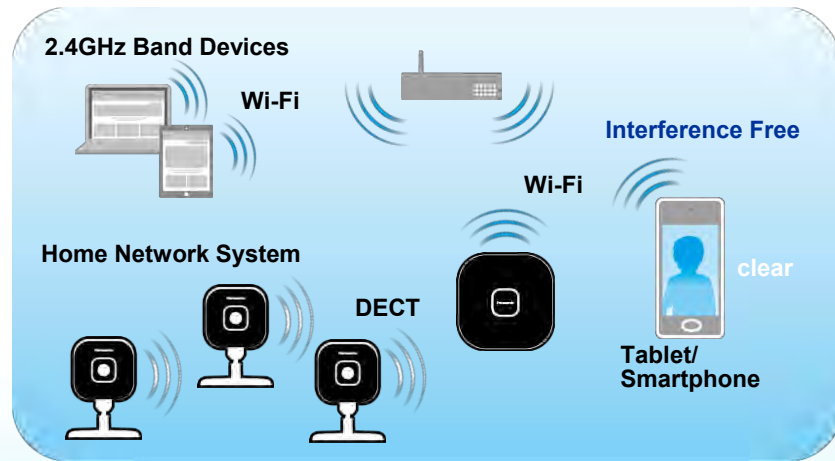 2.4GHz Band Devices
Wi-Fi
Interference Free
Wi-Fi
Home Network System
clear
DECT
Tablet/
Smartphone